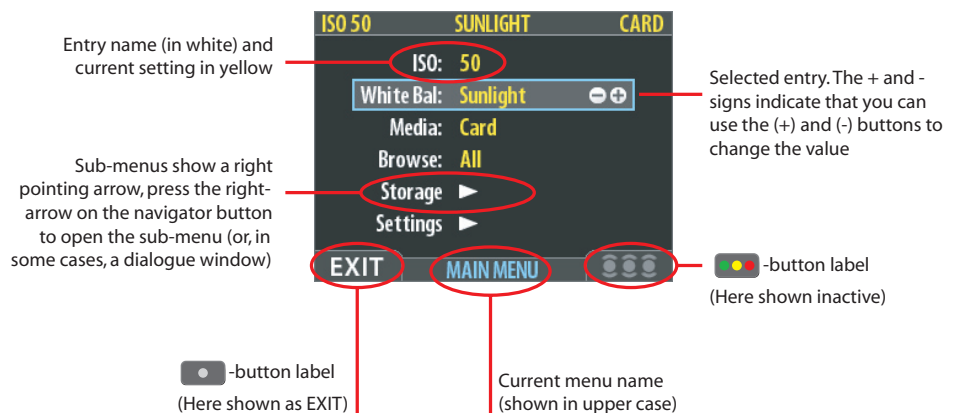 ISO 50 SUNLIGHT CARD
Entry name (in white) and
current setting in yellow
ISO: 50
White Bal: Sunlight
Selected entry. The + and -
signs indicate that you can
use the (+) and (-) buttons to
change the value
Media: Card
Browse: All
Sub-menus show a right
pointing arrow, press the right-
arrow on the navigator button
to open the sub-menu (or, in
some cases, a dialogue window)
Storage
Settings
EXIT MAIN MENU
-button label
(Here shown inactive)
-button label
(Here shown as EXIT)
Current menu name
(shown in upper case)